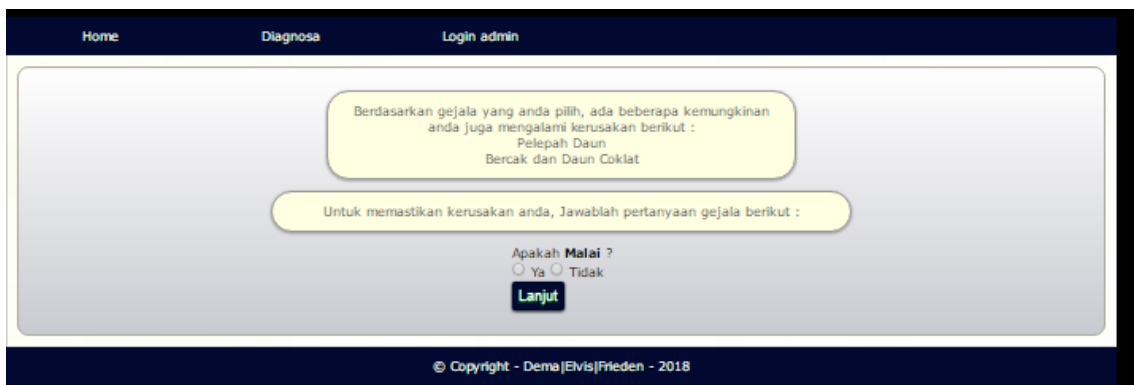 Home Diagnosa Login admin
Berdasarkan gejala yang anda pilih, ada beberapa kemungkinan
anda juga mengalami kerusakan berikut :
Pelepah Daun
Bercak dan Daun Coklat
Untuk memastikan kerusakan anda, Jawablah pertanyaan gejala berikut :
Apakah Malai ?
Ya Tidak
Lanjut
© Copyright - Dema|Elvis|Frieden - 2018